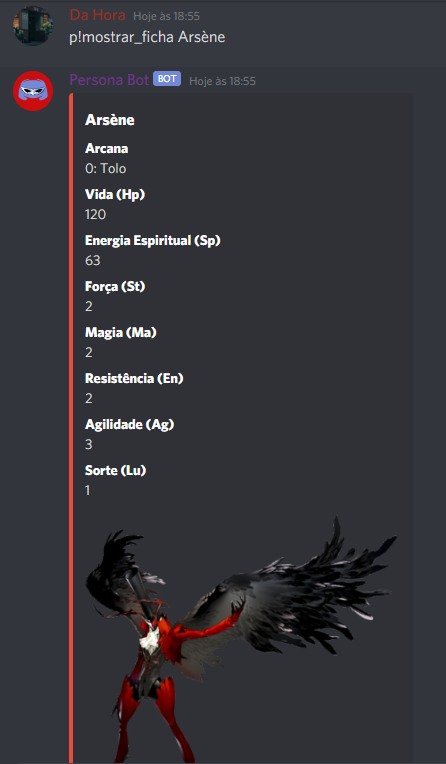 Da Hora Hoje às 18:55
p!mostrar_ficha Arsène
Persona Bot BOT Hoje às 18:55
Arsène
Arcana
0: Tolo
Vida (Hp)
120
Energia Espiritual (Sp)
63
Força (St)
2
Magia (Ma)
2
Resistência (En)
2
Agilidade (Ag)
3
Sorte (Lu)
1